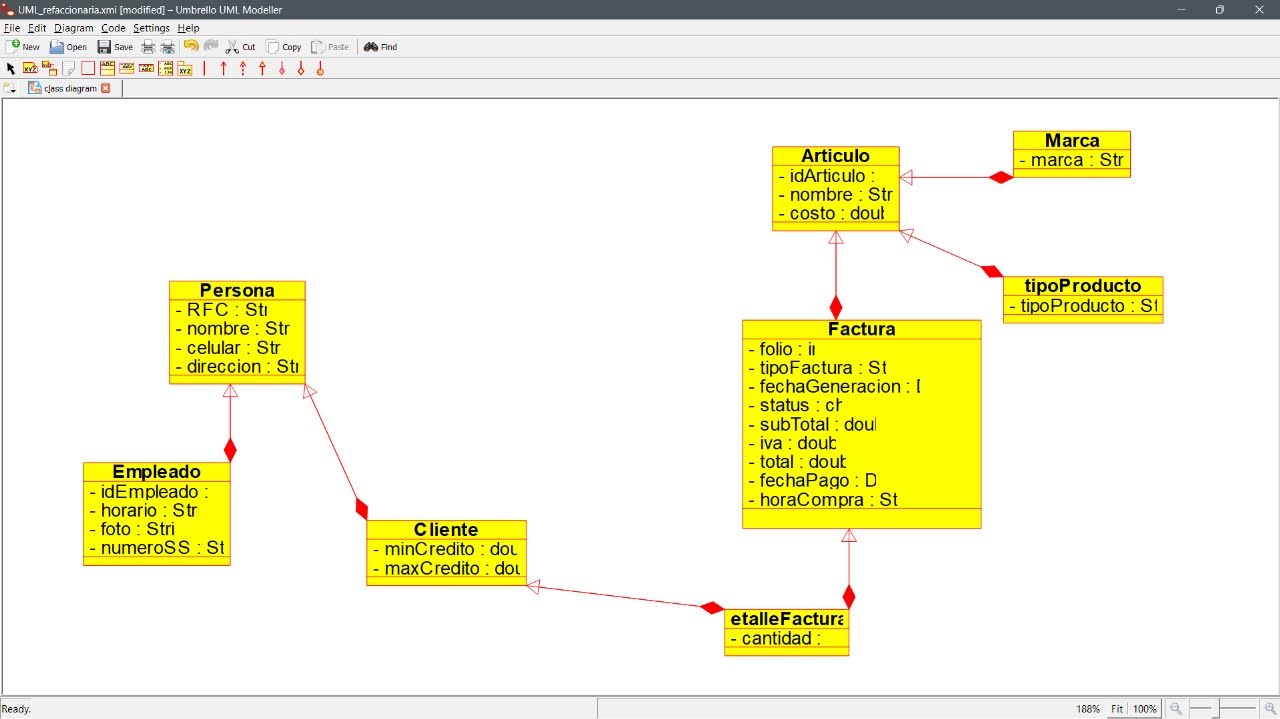 UML_refaccionaria.xmi [modified] – Umbrello UML Modeller
File Edit Diagram Code Settings Help
New Open Save Cut Copy Paste Find
class diagram
Marca
- marca : Str
Articulo
- idArticulo :
- nombre : Str
- costo : doub
tipoProducto
- tipoProducto : St
Persona
- RFC : Stri
- nombre : Str
- celular : Str
- direccion : Stri
Factura
- folio : in
- tipoFactura : St
- fechaGeneracion : D
- status : ch
- subTotal : doul
- iva : doub
- total : doub
- fechaPago : D
- horaCompra : St
Empleado
- idEmpleado :
- horario : Stri
- foto : Stri
- numeroSS : St
Cliente
- minCredito : dou
- maxCredito : dou
etalleFactura
- cantidad :
Ready.
188% Fit 100%